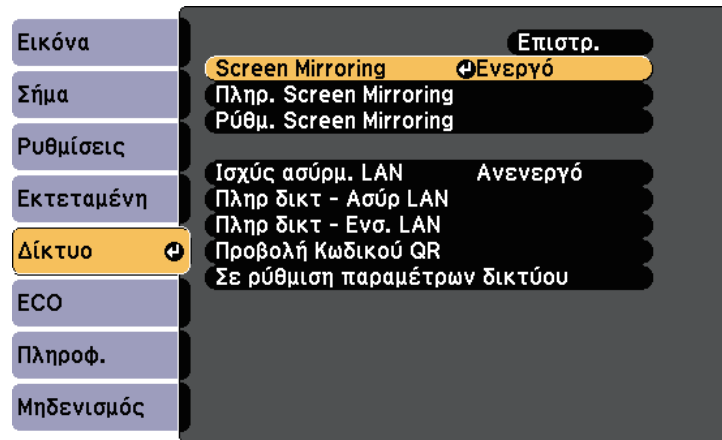 Εικόνα
Σήμα
Ρυθμίσεις
Εκτεταμένη
Δίκτυο
ECO
Πληροφ.
Μηδενισμός
Επιστρ.
Screen Mirroring Ενεργό
Πληρ. Screen Mirroring
Ρύθμ. Screen Mirroring
Ισχύς ασύρμ. LAN Ανενεργό
Πληρ δικτ - Ασύρ LAN
Πληρ δικτ - Ενσ. LAN
Προβολή Κωδικού QR
Σε ρύθμιση παραμέτρων δικτύου